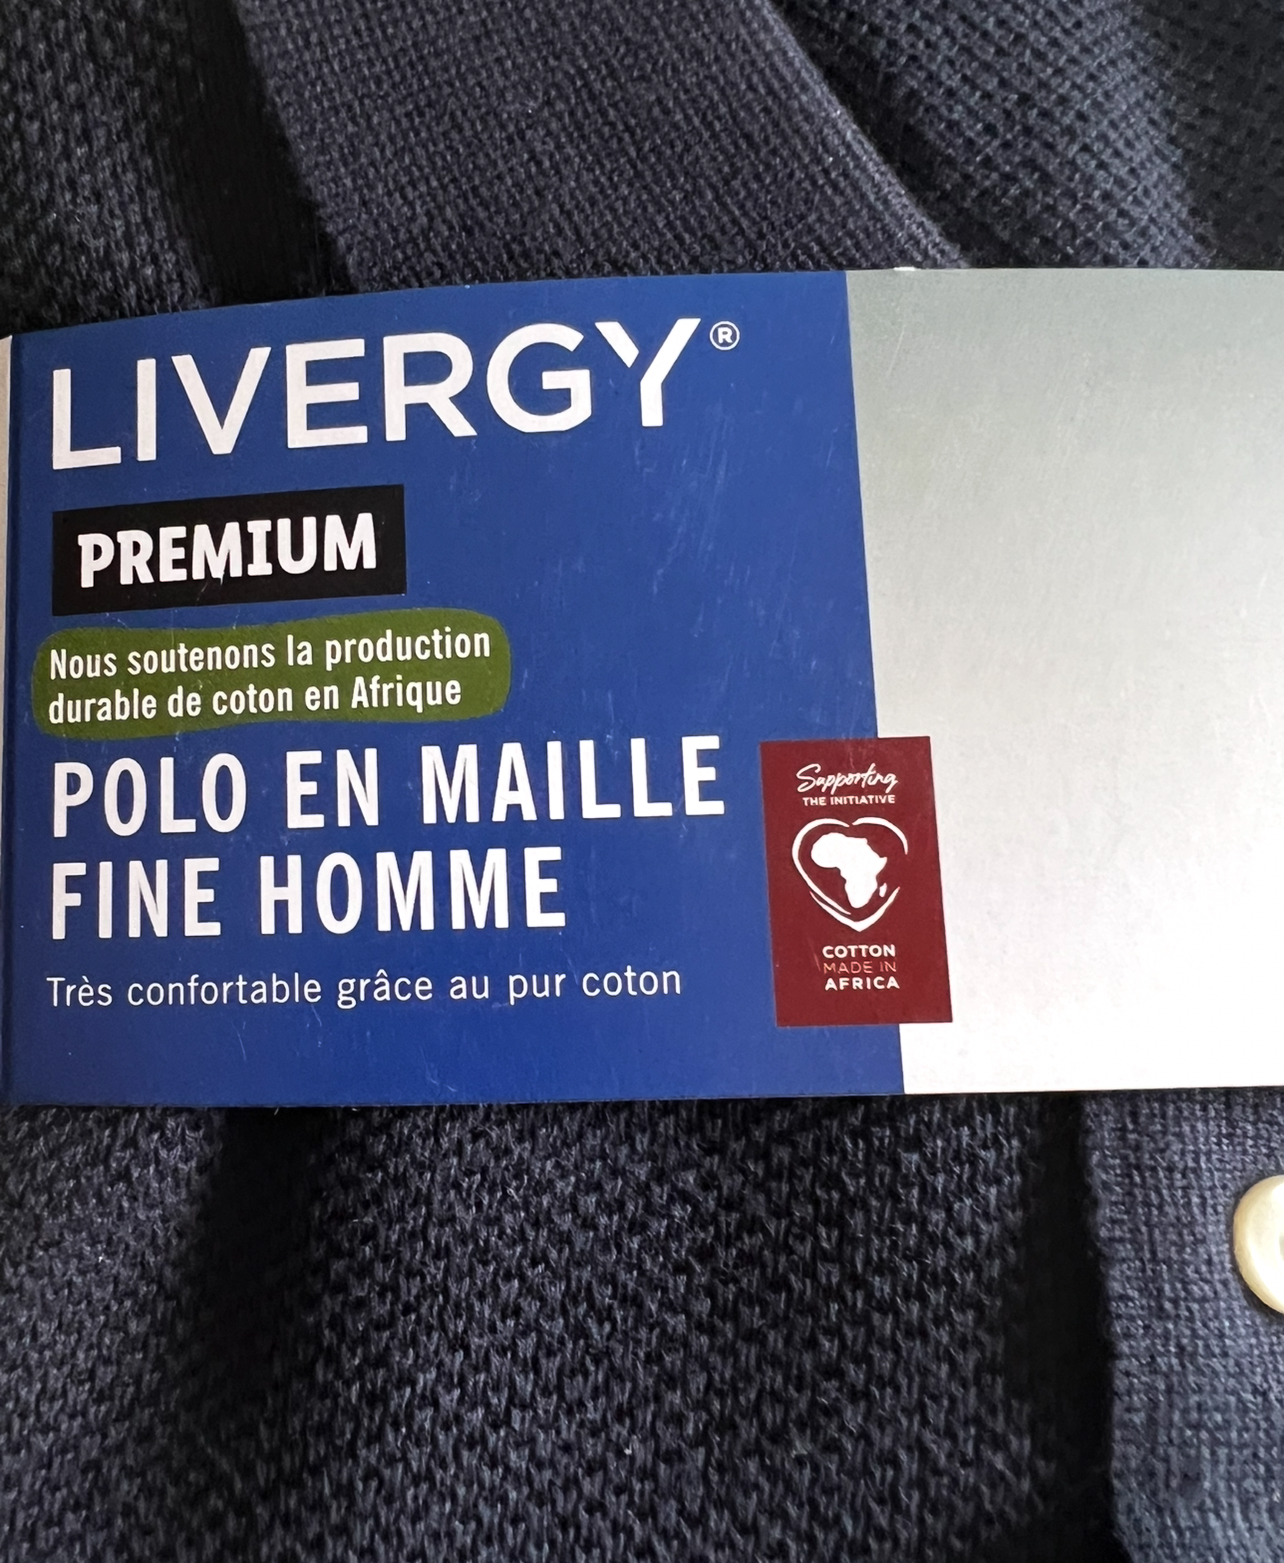 LIVERGY®
PREMIUM
Nous soutenons la production
durable de coton en Afrique
POLO EN MAILLE
FINE HOMME
Très confortable grâce au pur coton
Supporting
THE INITIATIVE
COTTON
MADE IN
AFRICA